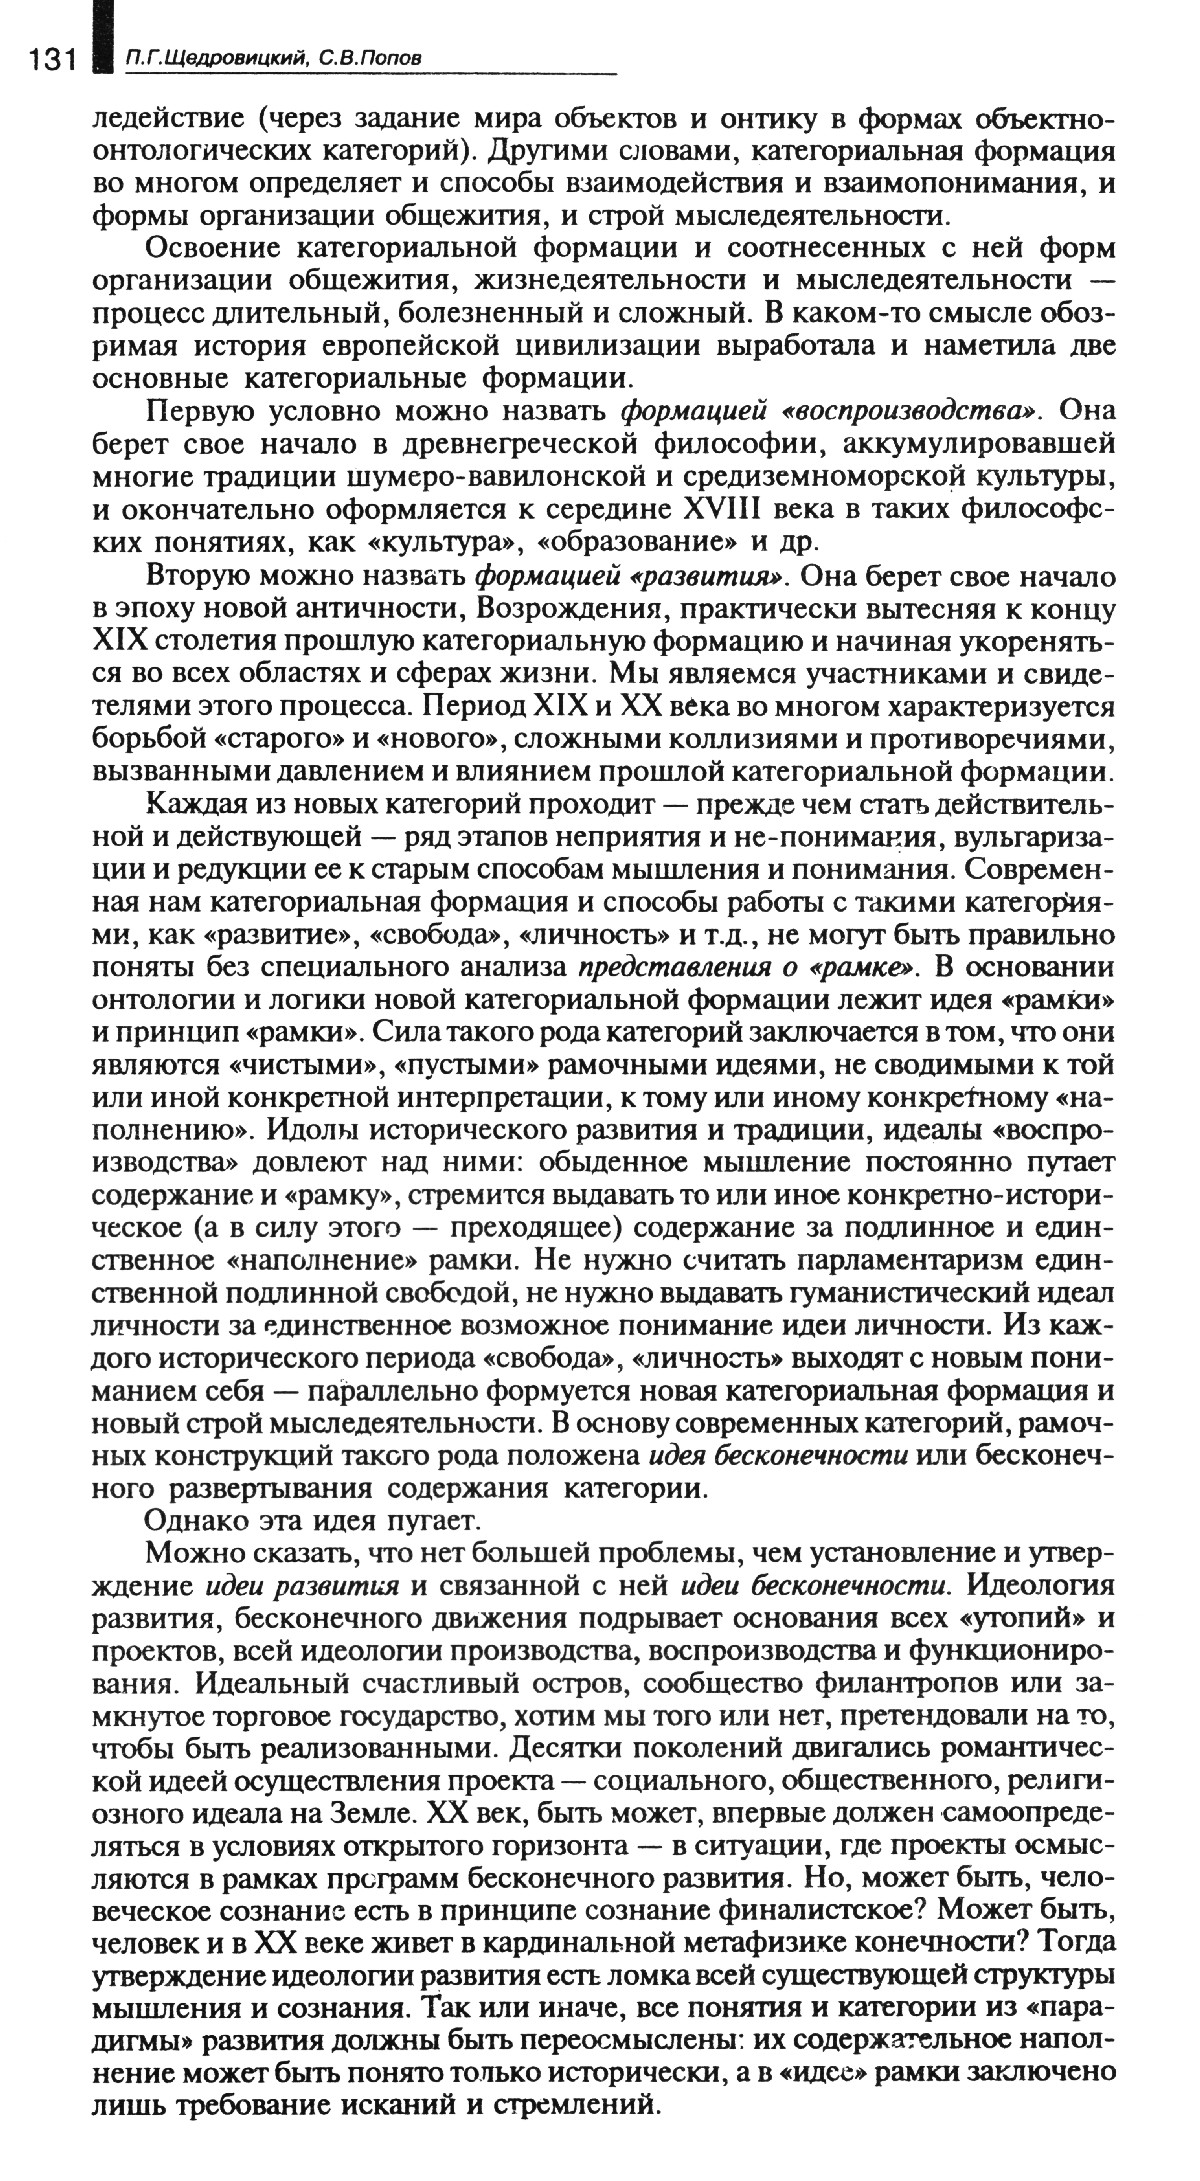 131 П.Г.Щедровицкий, С.В.Попов
ледействие (через задание мира объектов и онтику в формах объектно-
онтологических категорий). Другими словами, категориальная формация
во многом определяет и способы взаимодействия и взаимопонимания, и
формы организации общежития, и строй мыследеятельности.
Освоение категориальной формации и соотнесенных с ней форм
организации общежития, жизнедеятельности и мыследеятельности —
процесс длительный, болезненный и сложный. В каком-то смысле обоз-
римая история европейской цивилизации выработала и наметила две
основные категориальные формации.
Первую условно можно назвать формацией «воспроизводства». Она
берет свое начало в древнегреческой философии, аккумулировавшей
многие традиции шумеро-вавилонской и средиземноморской культуры,
и окончательно оформляется к середине XVIII века в таких философс-
ких понятиях, как «культура», «образование» и др.
Вторую можно назвать формацией «развития». Она берет свое начало
в эпоху новой античности, Возрождения, практически вытесняя к концу
XIX столетия прошлую категориальную формацию и начиная укоренять-
ся во всех областях и сферах жизни. Мы являемся участниками и свиде-
телями этого процесса. Период XIX и XX века во многом характеризуется
борьбой «старого» и «нового», сложными коллизиями и противоречиями,
вызванными давлением и влиянием прошлой категориальной формации.
Каждая из новых категорий проходит — прежде чем стать действитель-
ной и действующей — ряд этапов неприятия и не-понимания, вульгариза-
ции и редукции ее к старым способам мышления и понимания. Современ-
ная нам категориальная формация и способы работы с такими категория-
ми, как «развитие», «свобода», «личность» и т.д., не могут быть правильно
поняты без специального анализа представления о «рамке». В основании
онтологии и логики новой категориальной формации лежит идея «рамки»
и принцип «рамки». Сила такого рода категорий заключается в том, что они
являются «чистыми», «пустыми» рамочными идеями, не сводимыми к той
или иной конкретной интерпретации, к тому или иному конкретному «на-
полнению». Идолы исторического развития и традиции, идеалы «воспро-
изводства» довлеют над ними: обыденное мышление постоянно путает
содержание и «рамку», стремится выдавать то или иное конкретно-истори-
ческое (а в силу этого — преходящее) содержание за подлинное и един-
ственное «наполнение» рамки. Не нужно считать парламентаризм един-
ственной подлинной свободой, не нужно выдавать гуманистический идеал
личности за единственное возможное понимание идеи личности. Из каж-
дого исторического периода «свобода», «личность» выходят с новым пони-
манием себя — параллельно формуется новая категориальная формация и
новый строй мыследеятельности. В основу современных категорий, рамоч-
ных конструкций такого рода положена идея бесконечности или бесконеч-
ного развертывания содержания категории.
Однако эта идея пугает.
Можно сказать, что нет большей проблемы, чем установление и утвер-
ждение идеи развития и связанной с ней идеи бесконечности. Идеология
развития, бесконечного движения подрывает основания всех «утопий» и
проектов, всей идеологии производства, воспроизводства и функциониро-
вания. Идеальный счастливый остров, сообщество филантропов или за-
мкнутое торговое государство, хотим мы того или нет, претендовали на то,
чтобы быть реализованными. Десятки поколений двигались романтичес-
кой идеей осуществления проекта — социального, общественного, религи-
озного идеала на Земле. XX век, быть может, впервые должен самоопреде-
ляться в условиях открытого горизонта — в ситуации, где проекты осмыс-
ляются в рамках программ бесконечного развития. Но, может быть, чело-
веческое сознание есть в принципе сознание финалистское? Может быть,
человек и в XX веке живет в кардинальной метафизике конечности? Тогда
утверждение идеологии развития есть ломка всей существующей структуры
мышления и сознания. Так или иначе, все понятия и категории из «пара-
дигмы» развития должны быть переосмыслены: их содержательное напол-
нение может быть понято только исторически, а в «идее» рамки заключено
лишь требование исканий и стремлений.